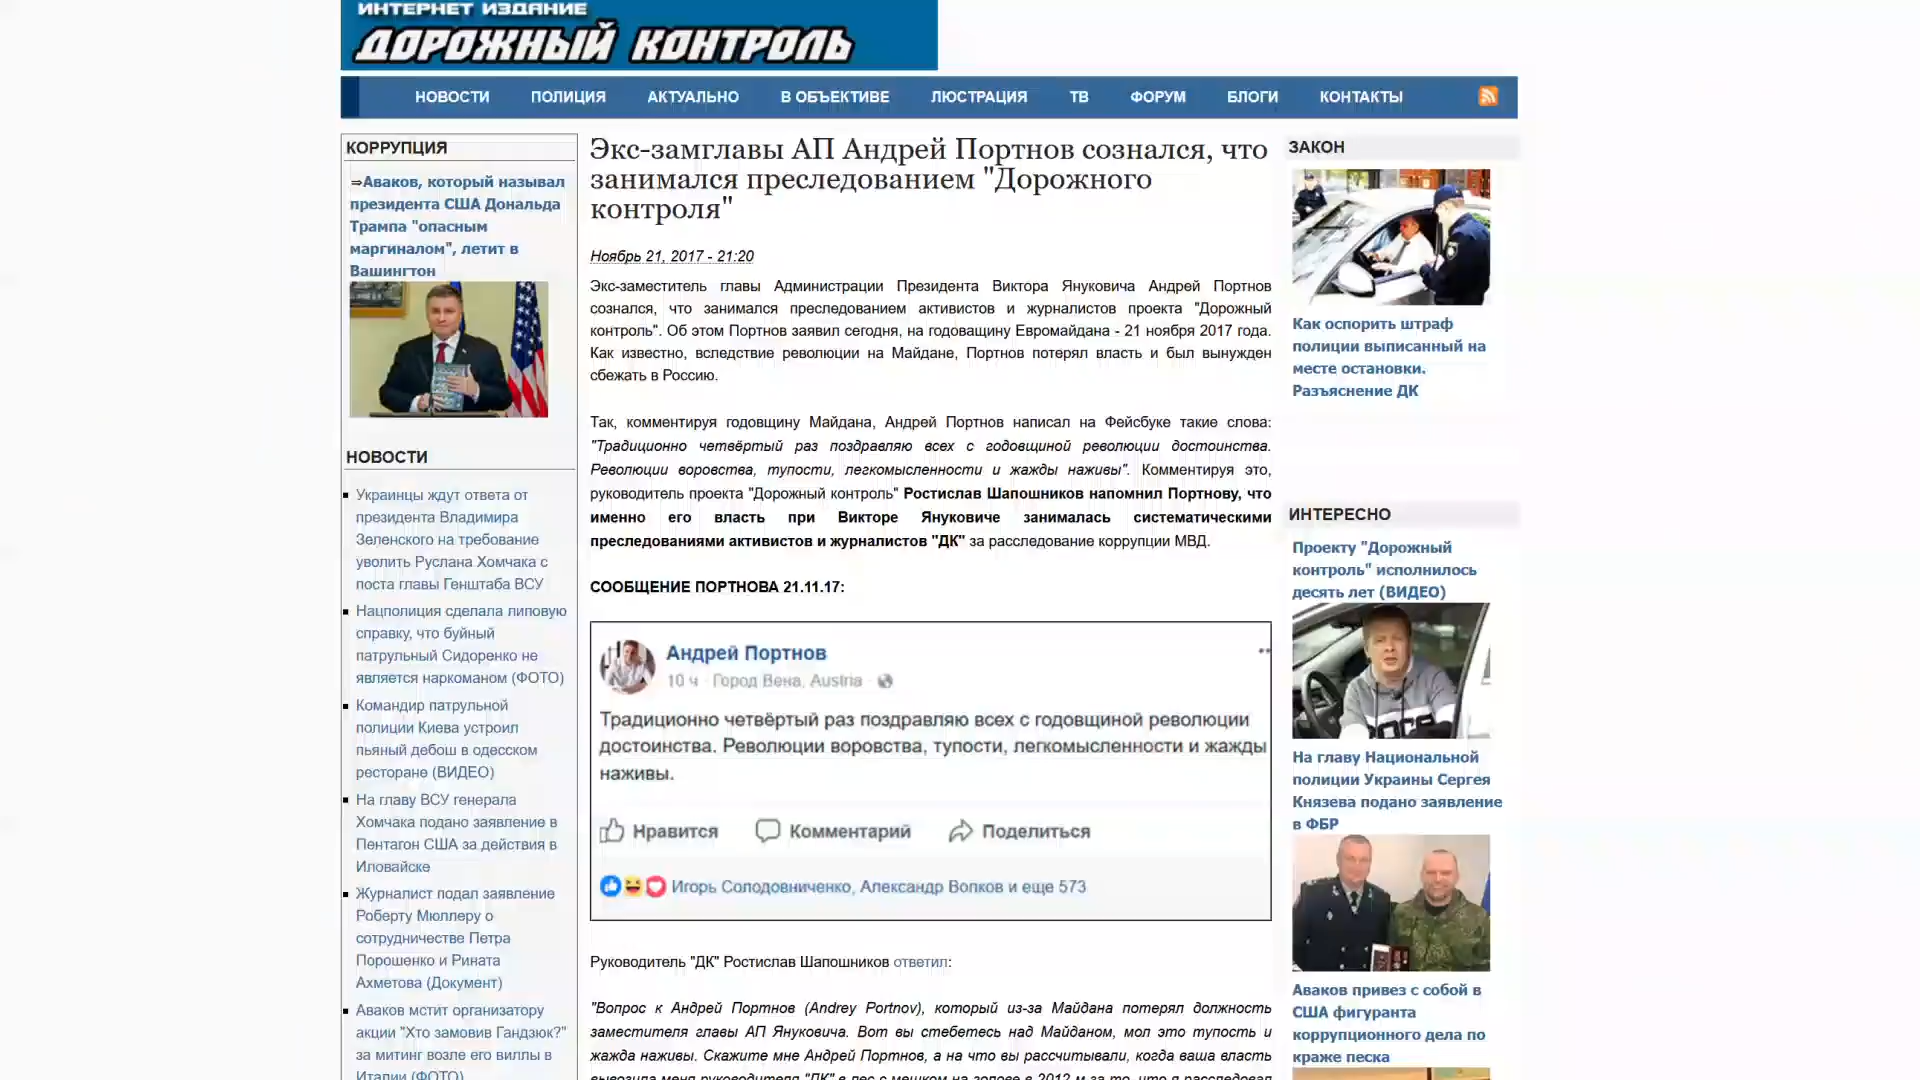 ИНТЕРНЕТ ИЗДАНИЕ
ДОРОЖНЫЙ КОНТРОЛЬ
НОВОСТИ ПОЛИЦИЯ АКТУАЛЬНО В ОБЪЕКТИВЕ ЛЮСТРАЦИЯ ТВ ФОРУМ БЛОГИ КОНТАКТЫ
КОРРУПЦИЯ
⇒Аваков, который называл
президента США Дональда
Трампа "опасным
маргиналом", летит в
Вашингтон
НОВОСТИ
Украинцы ждут ответа от
президента Владимира
Зеленского на требование
уволить Руслана Хомчака с
поста главы Генштаба ВСУ
Нацполиция сделала липовую
справку, что буйный
патрульный Сидоренко не
является наркоманом (ФОТО)
Командир патрульной
полиции Киева устроил
пьяный дебош в одесском
ресторане (ВИДЕО)
На главу ВСУ генерала
Хомчака подано заявление в
Пентагон США за действия в
Иловайске
Журналист подал заявление
Роберту Мюллеру о
сотрудничестве Петра
Порошенко и Рината
Ахметова (Документ)
Аваков мстит организатору
акции "Хто замовив Гандзюк?"
за митинг возле его виллы в
Италии (ФОТО)
Экс-замглавы АП Андрей Портнов сознался, что
занимался преследованием "Дорожного
контроля"
Ноябрь 21, 2017 - 21:20
Экс-заместитель главы Администрации Президента Виктора Януковича Андрей Портнов
сознался, что занимался преследованием активистов и журналистов проекта "Дорожный
контроль". Об этом Портнов заявил сегодня, на годовщину Евромайдана - 21 ноября 2017 года.
Как известно, вследствие революции на Майдане, Портнов потерял власть и был вынужден
сбежать в Россию.
Так, комментируя годовщину Майдана, Андрей Портнов написал на Фейсбуке такие слова:
"Традиционно четвёртый раз поздравляю всех с годовщиной революции достоинства.
Революции воровства, тупости, легкомысленности и жажды наживы". Комментируя это,
руководитель проекта "Дорожный контроль" Ростислав Шапошников напомнил Портнову, что
именно его власть при Викторе Януковиче занималась систематическими
преследованиями активистов и журналистов "ДК" за расследование коррупции МВД.
СООБЩЕНИЕ ПОРТНОВА 21.11.17:
Андрей Портнов
10 ч · Город Вена, Austria
Традиционно четвёртый раз поздравляю всех с годовщиной революции
достоинства. Революции воровства, тупости, легкомысленности и жажды
наживы.
Нравится Комментарий Поделиться
Игорь Солодовниченко, Александр Волков и еще 573
Руководитель "ДК" Ростислав Шапошников ответил:
"Вопрос к Андрей Портнов (Andrey Portnov), который из-за Майдана потерял должность
заместителя главы АП Януковича. Вот вы стебетесь над Майданом, мол это тупость и
жажда наживы. Скажите мне Андрей Портнов, а на что вы рассчитывали, когда ваша власть
вывозила меня руководителя "ДК" в лес с мешком на голове в 2012-м за то, что я расследовал
ЗАКОН
Как оспорить штраф
полиции выписанный на
месте остановки.
Разъяснение ДК
ИНТЕРЕСНО
Проекту "Дорожный
контроль" исполнилось
десять лет (ВИДЕО)
На главу Национальной
полиции Украины Сергея
Князева подано заявление
в ФБР
Аваков привез с собой в
США фигуранта
коррупционного дела по
краже песка